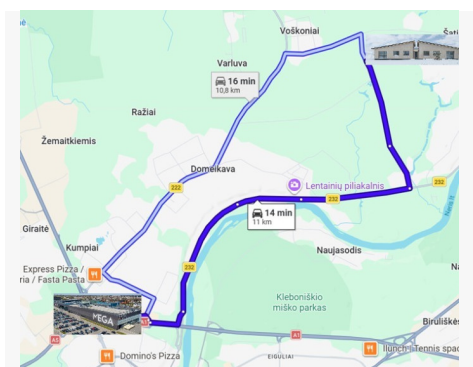 Voškoniai
Šati
Varluva
16 min
10,8 km
Ražiai
Žemaitkiemis
Domeikava
222
Lentainių piliakalnis
232
232
14 min
11 km
Neris
Giraitė
Kumpiai
232
Naujasodis
Express Pizza /
ria / Fasta Pasta
Kleboniškio
miško parkas
MEGA
A1
A1
Biruliškės
Domino's Pizza
EIGULIAI
Ilunch - Tennis spac